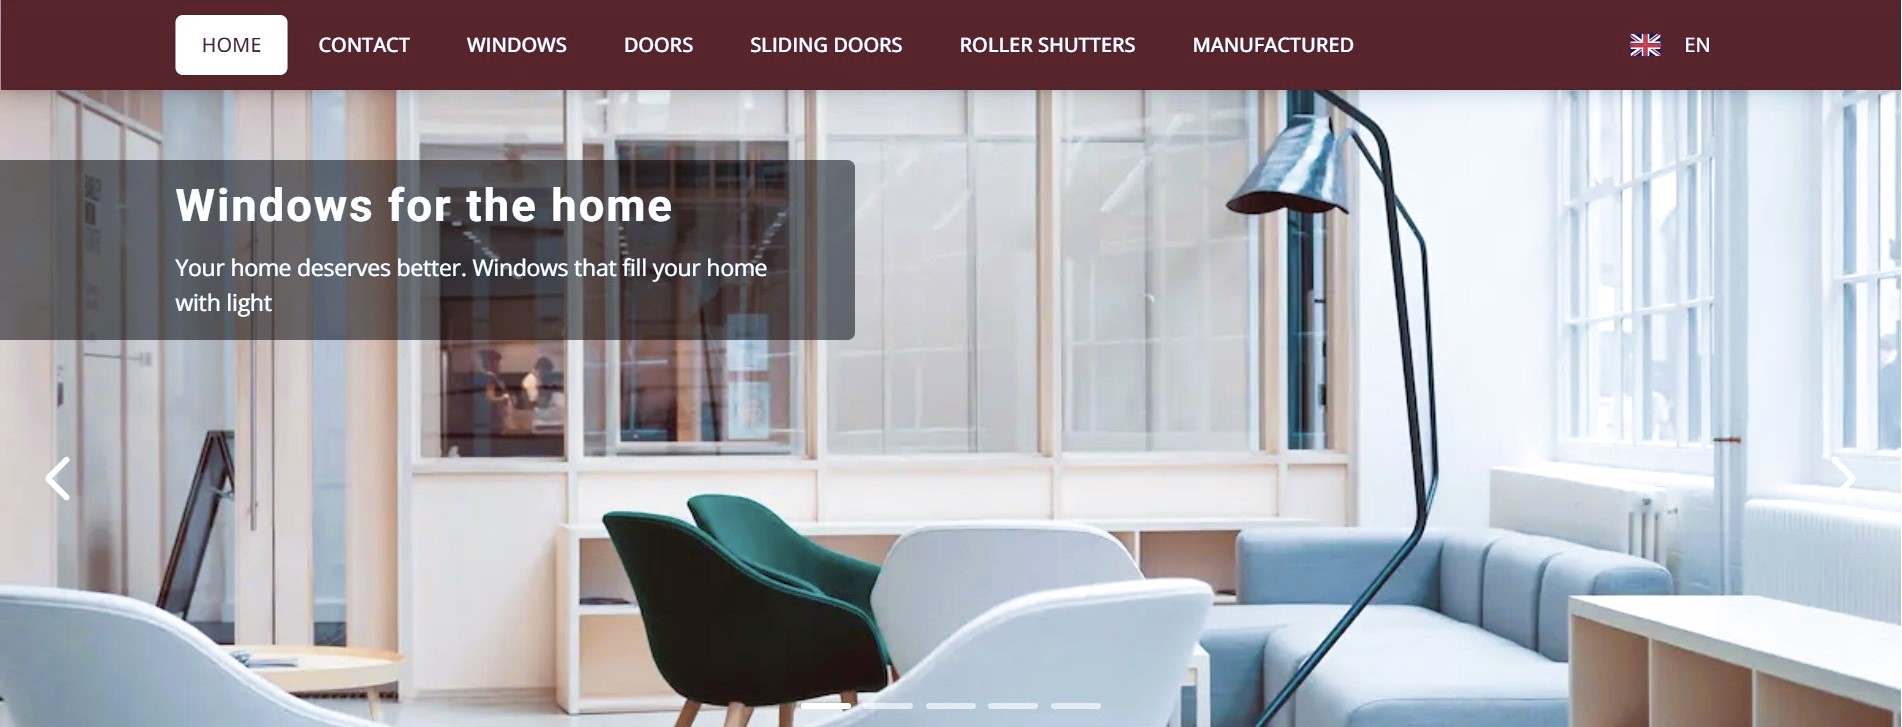 HOME CONTACT WINDOWS DOORS SLIDING DOORS ROLLER SHUTTERS MANUFACTURED EN
Windows for the home
Your home deserves better. Windows that fill your home
with light